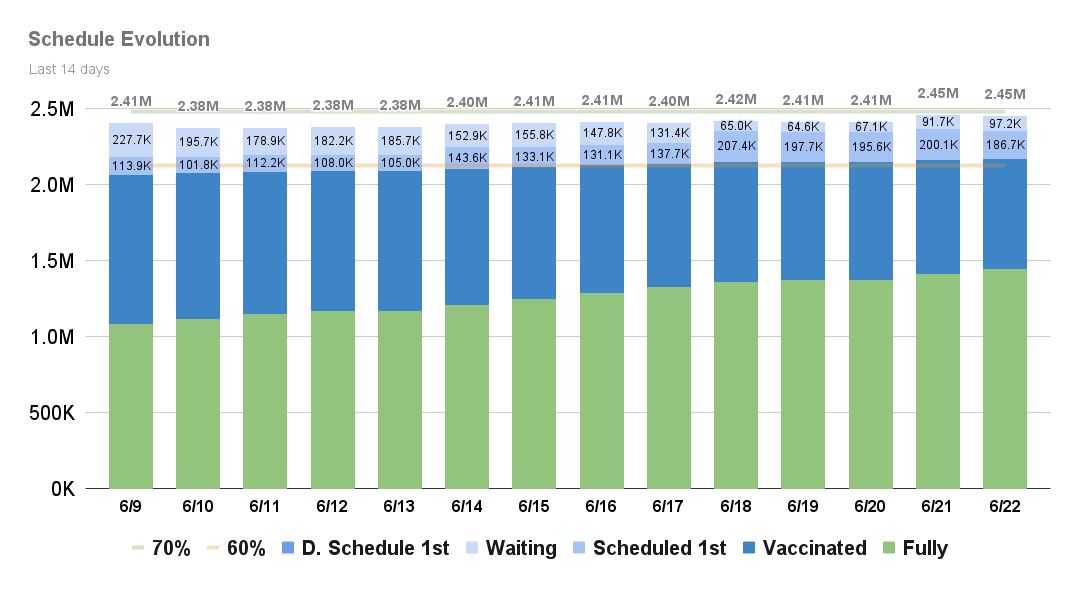 Schedule Evolution
Last 14 days
2.41M 2.38M 2.38M 2.38M 2.38M 2.40M 2.41M 2.41M 2.40M 2.42M 2.41M 2.41M 2.45M 2.45M
2.5M
227.7K 195.7K 178.9K 182.2K 185.7K 152.9K 155.8K 147.8K 131.4K 65.0K 64.6K 67.1K 91.7K 97.2K
113.9K 101.8K 112.2K 108.0K 105.0K 143.6K 133.1K 131.1K 137.7K 207.4K 197.7K 195.6K 200.1K 186.7K
2.0M
1.5M
1.0M
500K
0K
6/9 6/10 6/11 6/12 6/13 6/14 6/15 6/16 6/17 6/18 6/19 6/20 6/21 6/22
70% 60% D. Schedule 1st Waiting Scheduled 1st Vaccinated Fully